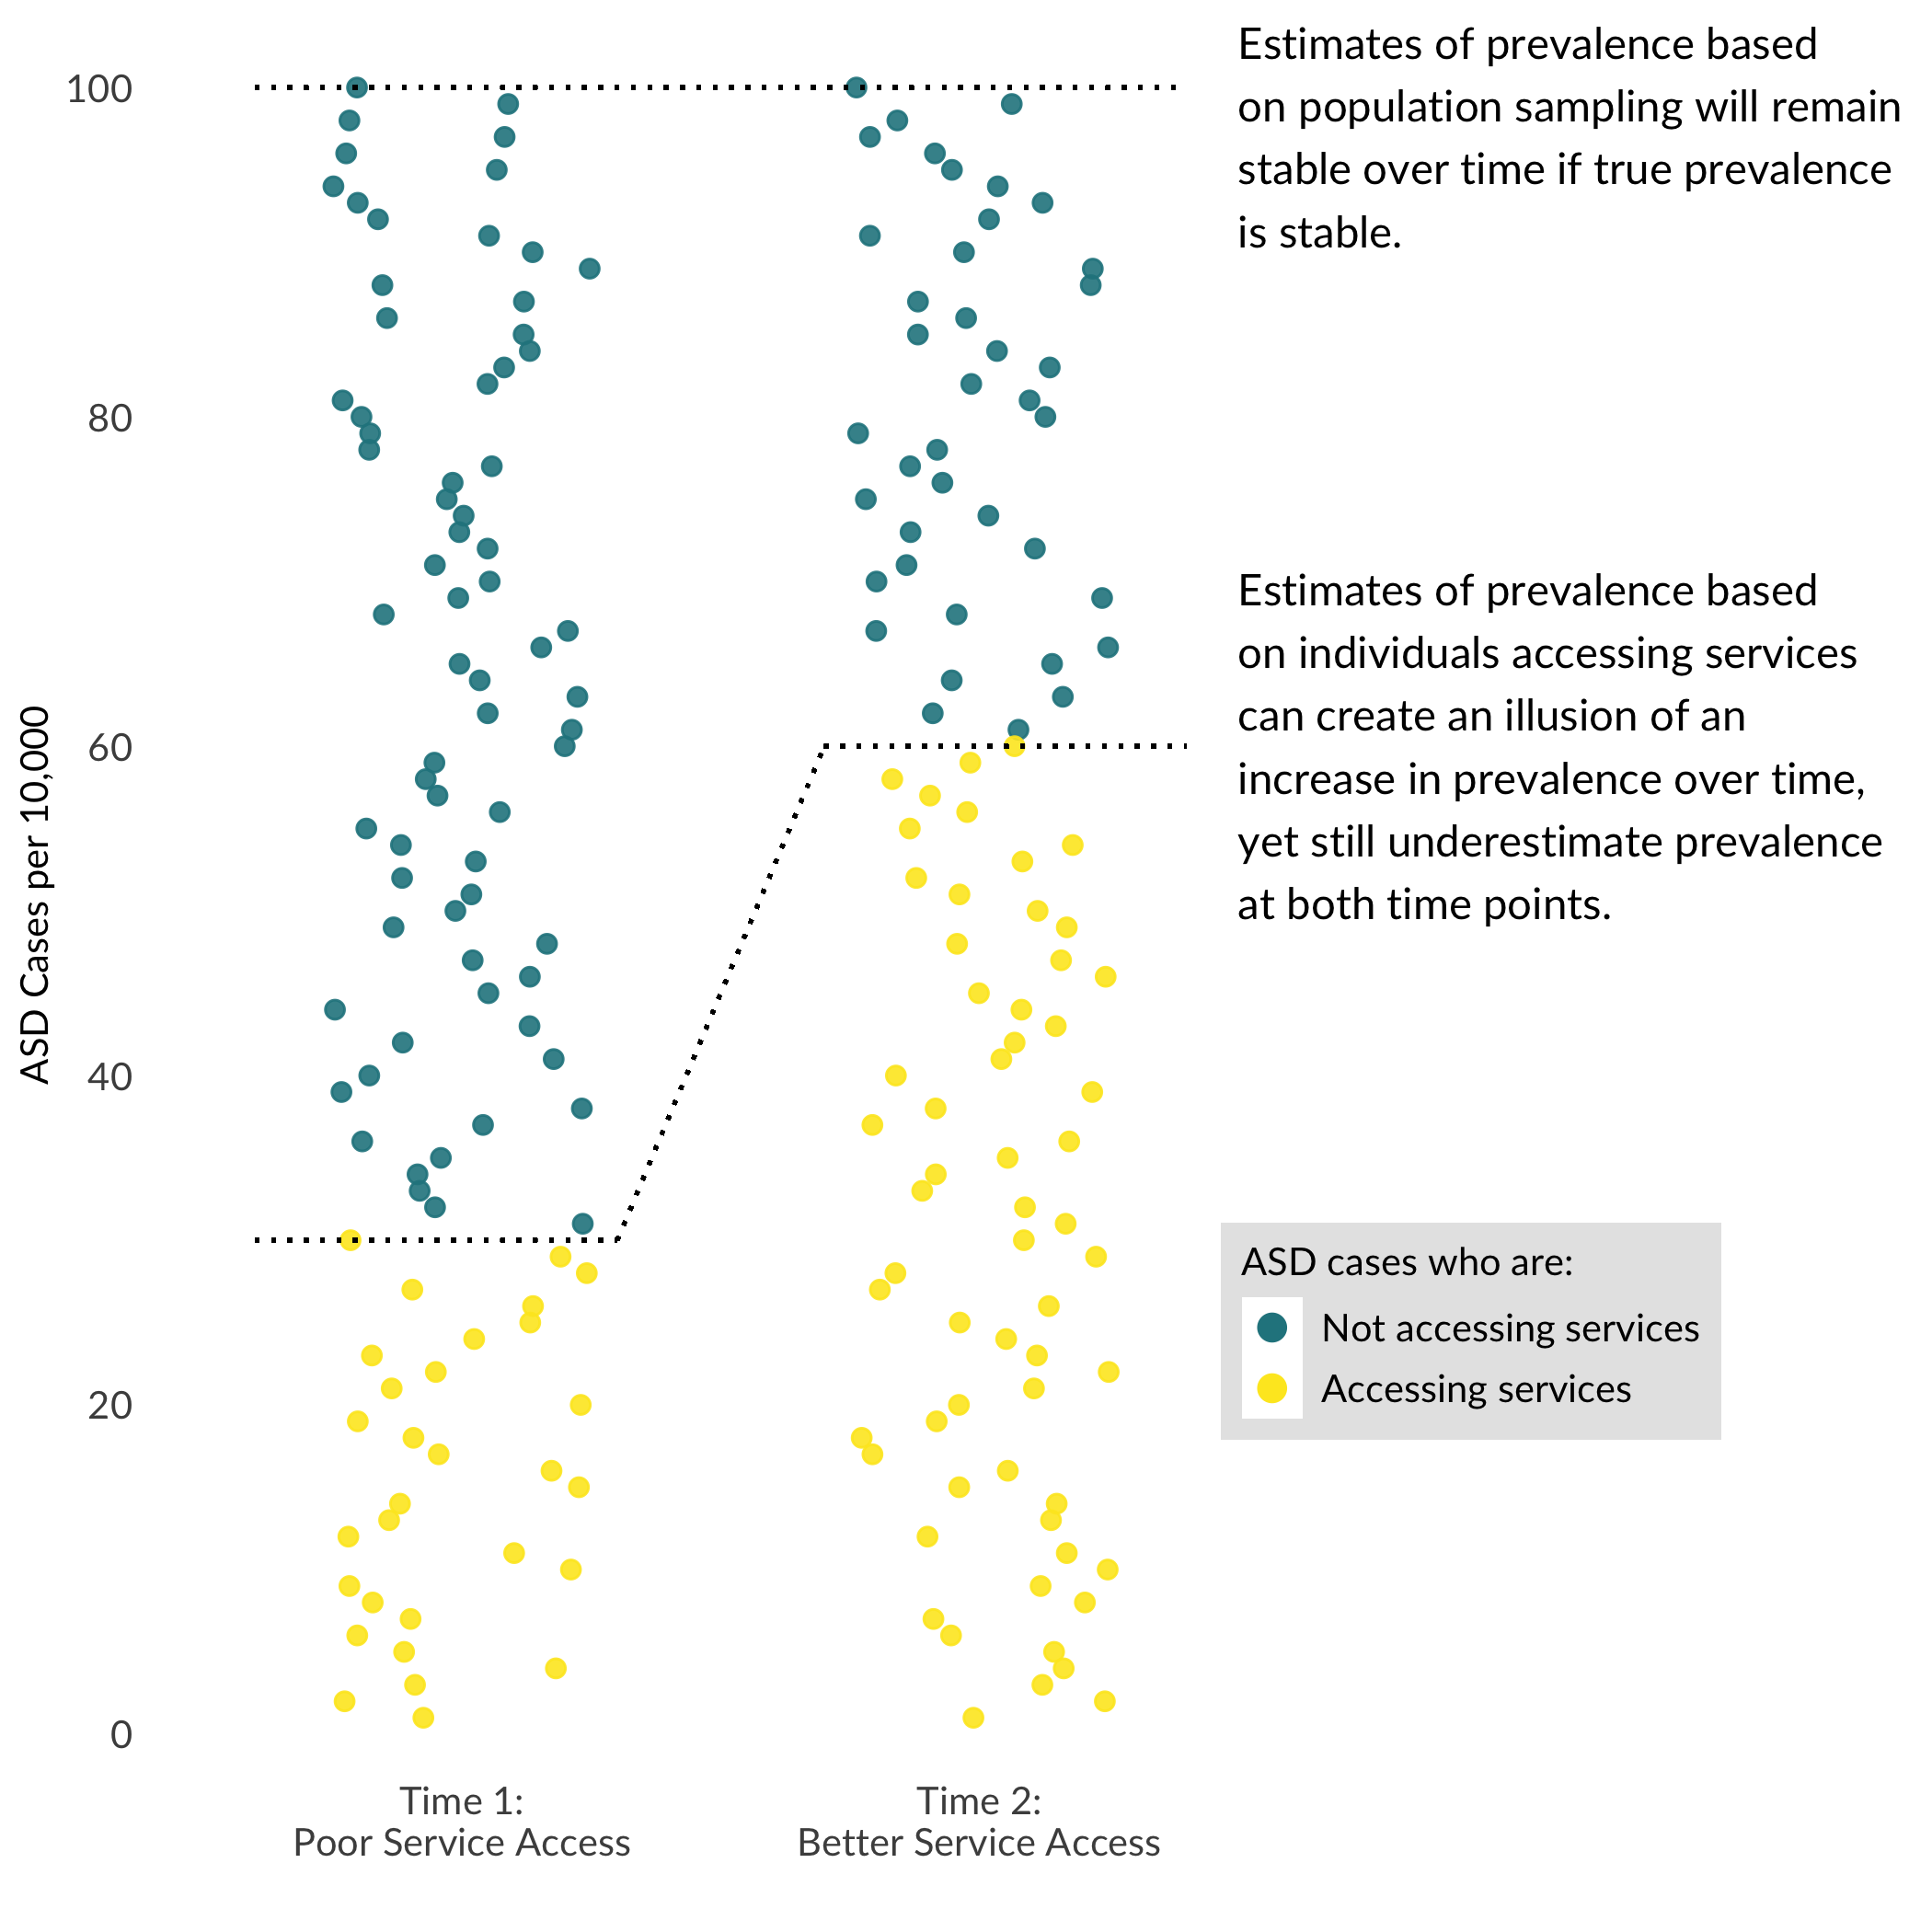 Estimates of prevalence based
on population sampling will remain
stable over time if true prevalence
is stable.
Estimates of prevalence based
on individuals accessing services
can create an illusion of an
increase in prevalence over time,
yet still underestimate prevalence
at both time points.
ASD Cases per 10,000
100
80
60
40
20
0
Time 1:
Poor Service Access
Time 2:
Better Service Access
ASD cases who are:
Not accessing services
Accessing services